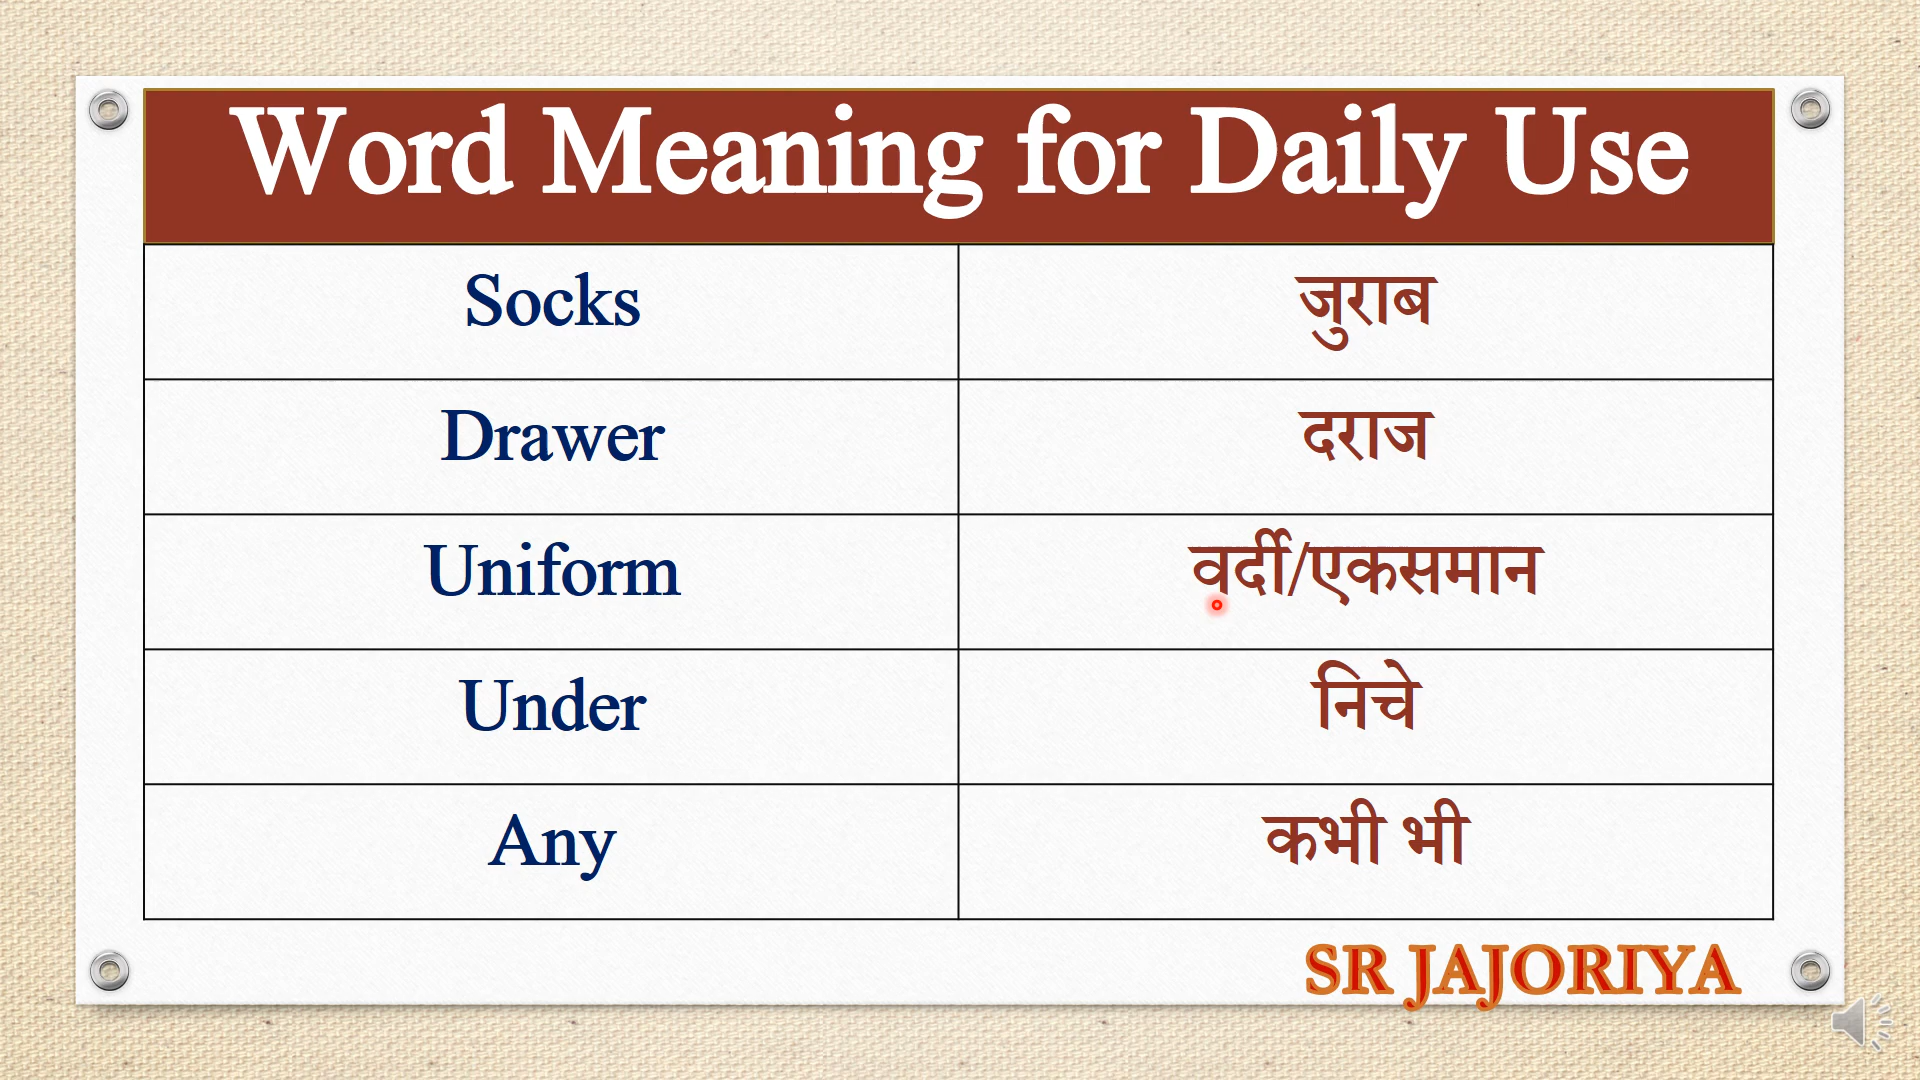 Word Meaning for Daily Use
Socks जुराब
Drawer दराज
Uniform वर्दी/एकसमान
Under निचे
Any कभी भी
SR JAJORIYA